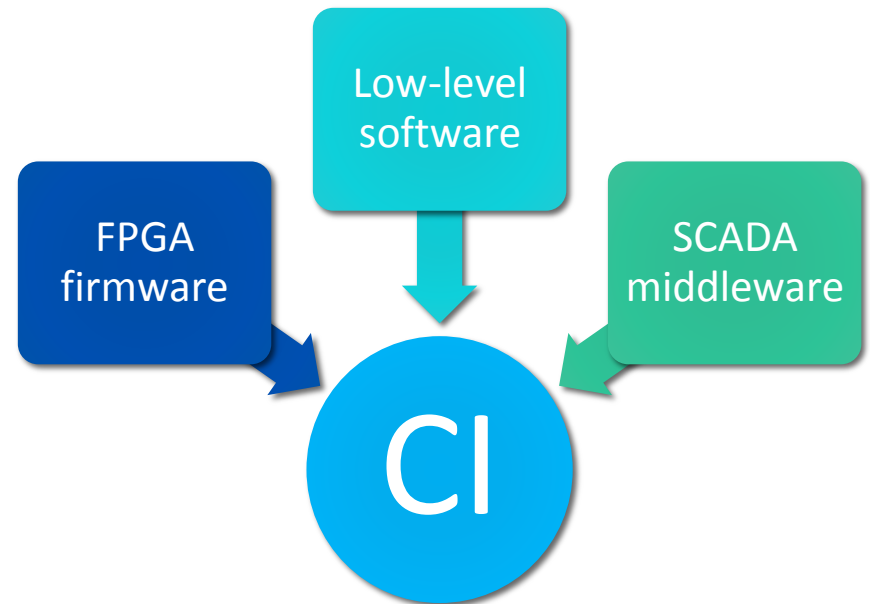 Low-level
software
FPGA
firmware
SCADA
middleware
CI